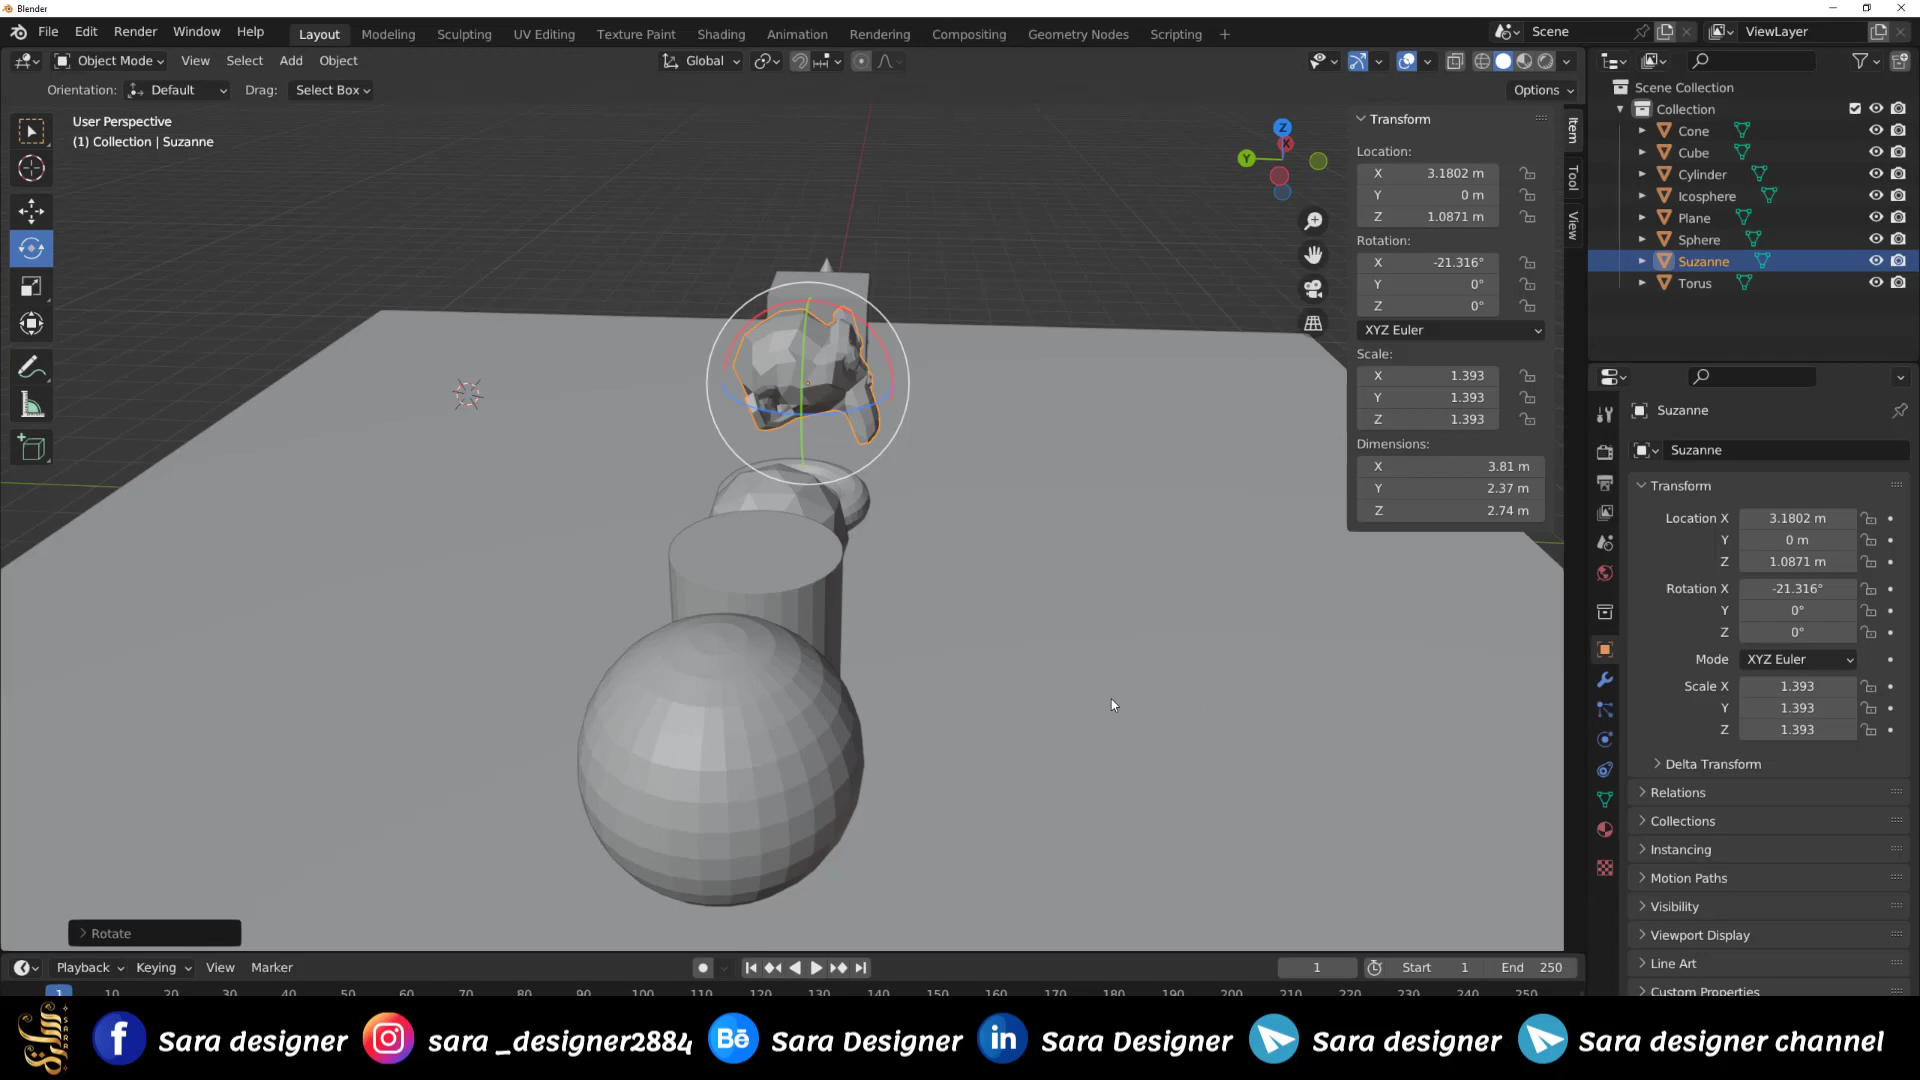 Blender
File Edit Render Window Help
Layout Modeling Sculpting UV Editing Texture Paint Shading Animation Rendering Compositing Geometry Nodes Scripting +
Scene
ViewLayer
Object Mode View Select Add Object
Global
Orientation: Default Drag: Select Box
Options
User Perspective
(1) Collection | Suzanne
Z
X
Y
Transform
Location:
X 3.1802 m
Y 0 m
Z 1.0871 m
Rotation:
X -21.316°
Y 0°
Z 0°
XYZ Euler
Scale:
X 1.393
Y 1.393
Z 1.393
Dimensions:
X 3.81 m
Y 2.37 m
Z 2.74 m
Item
Tool
View
Scene Collection
Collection
Cone
Cube
Cylinder
Icosphere
Plane
Sphere
Suzanne
Torus
Suzanne
Suzanne
Transform
Location X 3.1802 m
Y 0 m
Z 1.0871 m
Rotation X -21.316°
Y 0°
Z 0°
Mode XYZ Euler
Scale X 1.393
Y 1.393
Z 1.393
Delta Transform
Relations
Collections
Instancing
Motion Paths
Visibility
Viewport Display
Line Art
Custom Properties
Rotate
Playback Keying View Marker
1 Start 1 End 250
1 10 20 30 40 50 60 70 80 90 100 110 120 130 140 150 160 170 180 190 200 210 220 230 240 250
f Sara designer sara _designer2884 Bē Sara Designer in Sara Designer Sara designer Sara designer channel